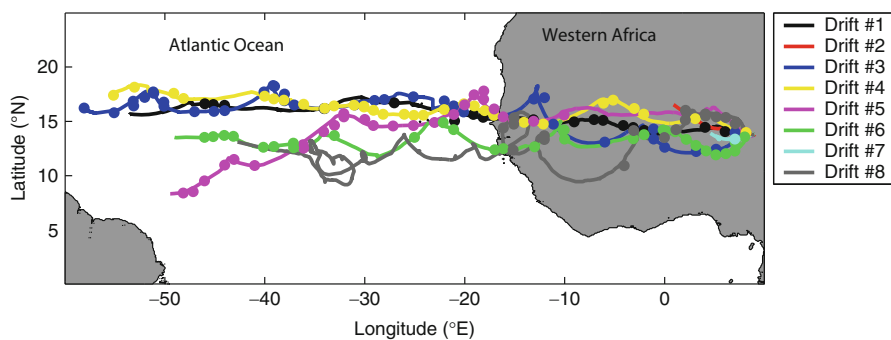 Atlantic Ocean
Western Africa
Drift #1
Drift #2
Drift #3
Drift #4
Drift #5
Drift #6
Drift #7
Drift #8
20
15
10
5
Latitude (°N)
−50 −40 −30 −20 −10 0
Longitude (°E)